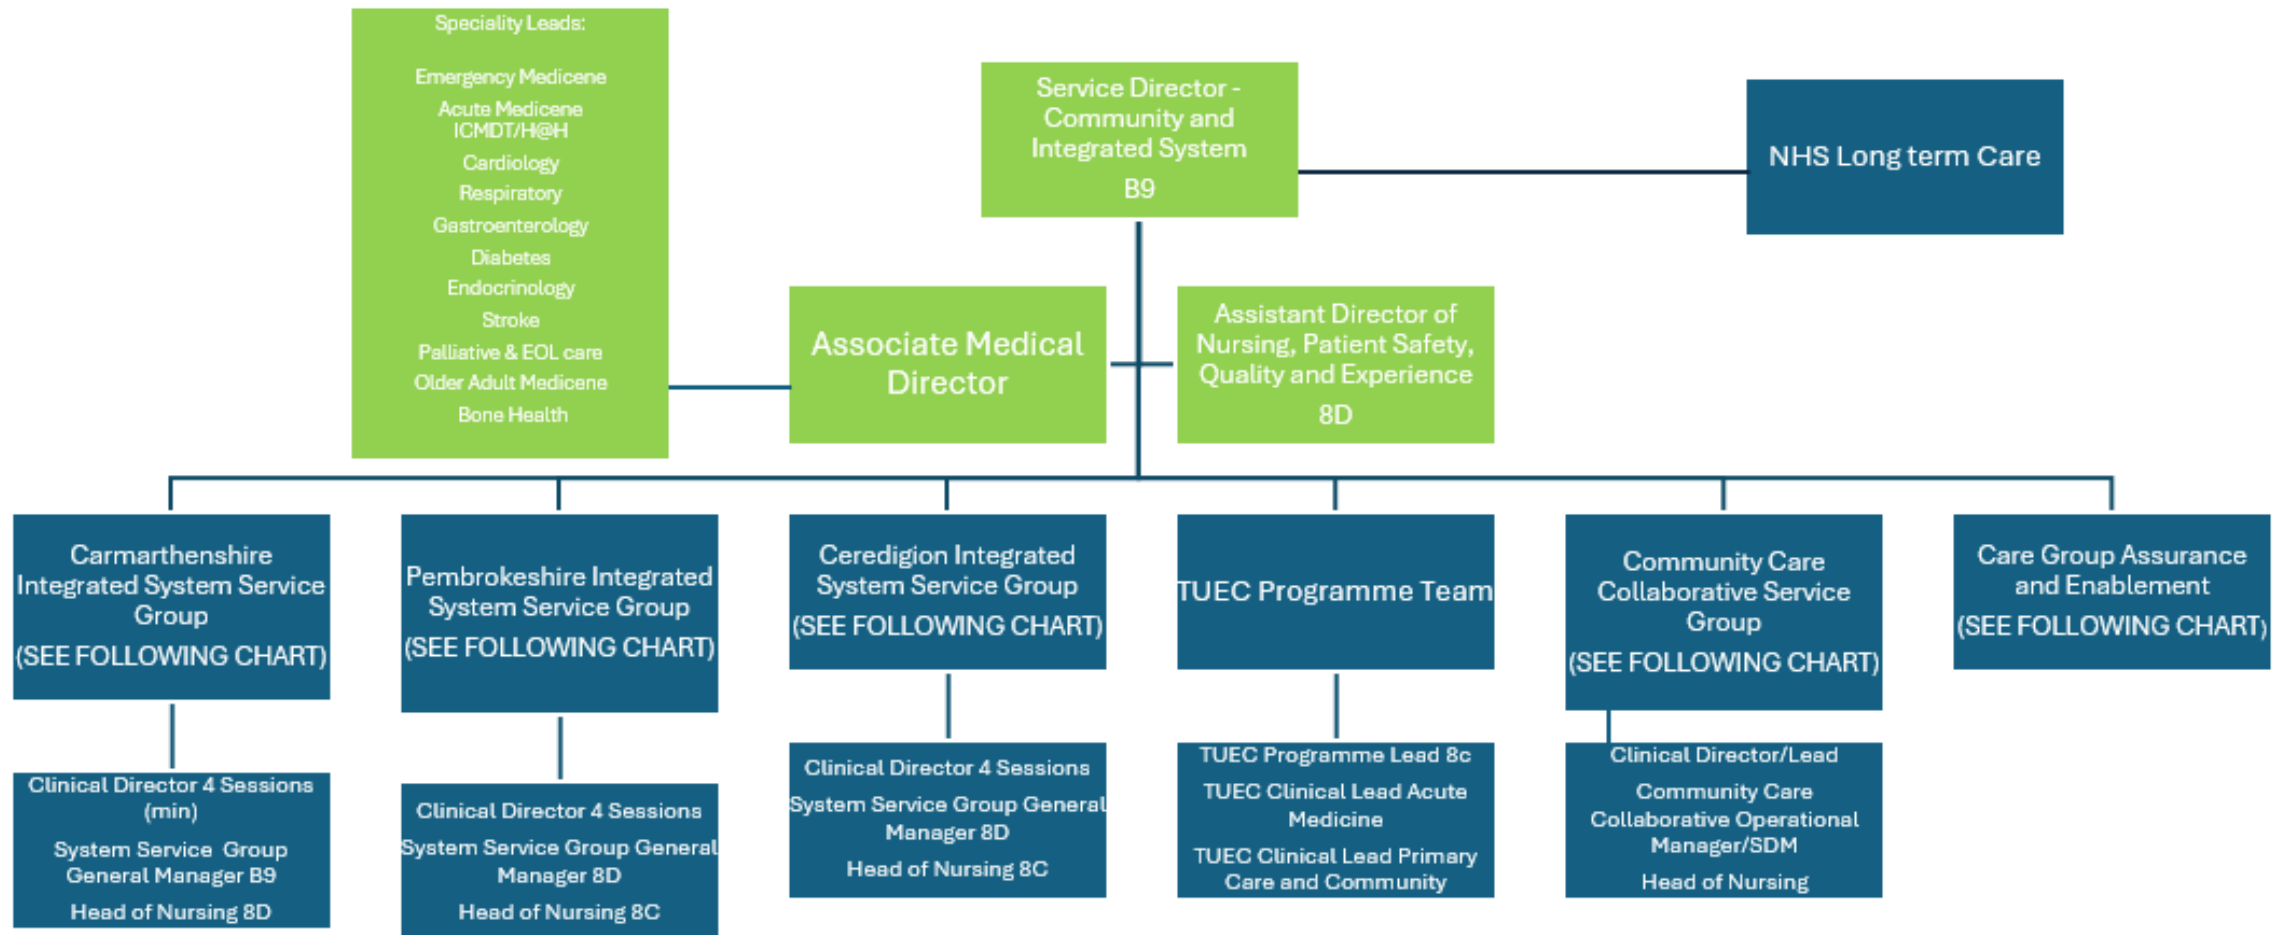 Speciality Leads:
Emergency Medicene
Acute Medicene
ICMDT/H@H
Cardiology
Respiratory
Gastroenterology
Diabetes
Endocrinology
Stroke
Palliative & EOL care
Older Adult Medicene
Bone Health
Service Director -
Community and
Integrated System
B9
NHS Long term Care
Associate Medical
Director
Assistant Director of
Nursing, Patient Safety,
Quality and Experience
8D
Carmarthenshire
Integrated System Service
Group
(SEE FOLLOWING CHART)
Pembrokeshire Integrated
System Service Group
(SEE FOLLOWING CHART)
Ceredigion Integrated
System Service Group
(SEE FOLLOWING CHART)
TUEC Programme Team
Community Care
Collaborative Service
Group
(SEE FOLLOWING CHART)
Care Group Assurance
and Enablement
(SEE FOLLOWING CHART)
Clinical Director 4 Sessions
(min)
System Service Group
General Manager B9
Head of Nursing 8D
Clinical Director 4 Sessions
System Service Group General
Manager 8D
Head of Nursing 8C
Clinical Director 4 Sessions
System Service Group General
Manager 8D
Head of Nursing 8C
TUEC Programme Lead 8c
TUEC Clinical Lead Acute
Medicine
TUEC Clinical Lead Primary
Care and Community
Clinical Director/Lead
Community Care
Collaborative Operational
Manager/SDM
Head of Nursing